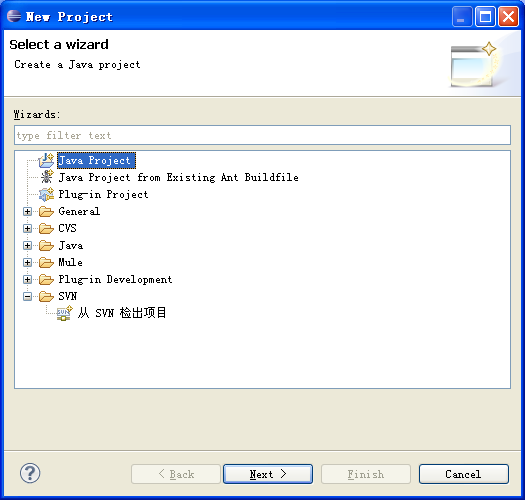 New Project
Select a wizard
Create a Java project
Wizards:
type filter text
Java Project
Java Project from Existing Ant Buildfile
Plug-in Project
General
CVS
Java
Mule
Plug-in Development
SVN
从 SVN 检出项目
? < Back Next > Finish Cancel